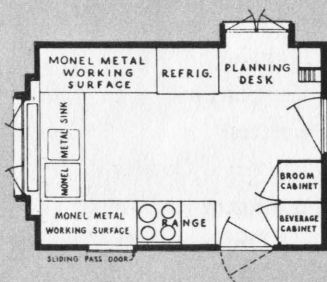 MONEL METAL
WORKING
SURFACE
REFRIG.
PLANNING
DESK
METAL SINK
MONEL
BROOM
CABINET
BEVERAGE
CABINET
MONEL METAL
WORKING SURFACE
RANGE
SLIDING PASS DOOR